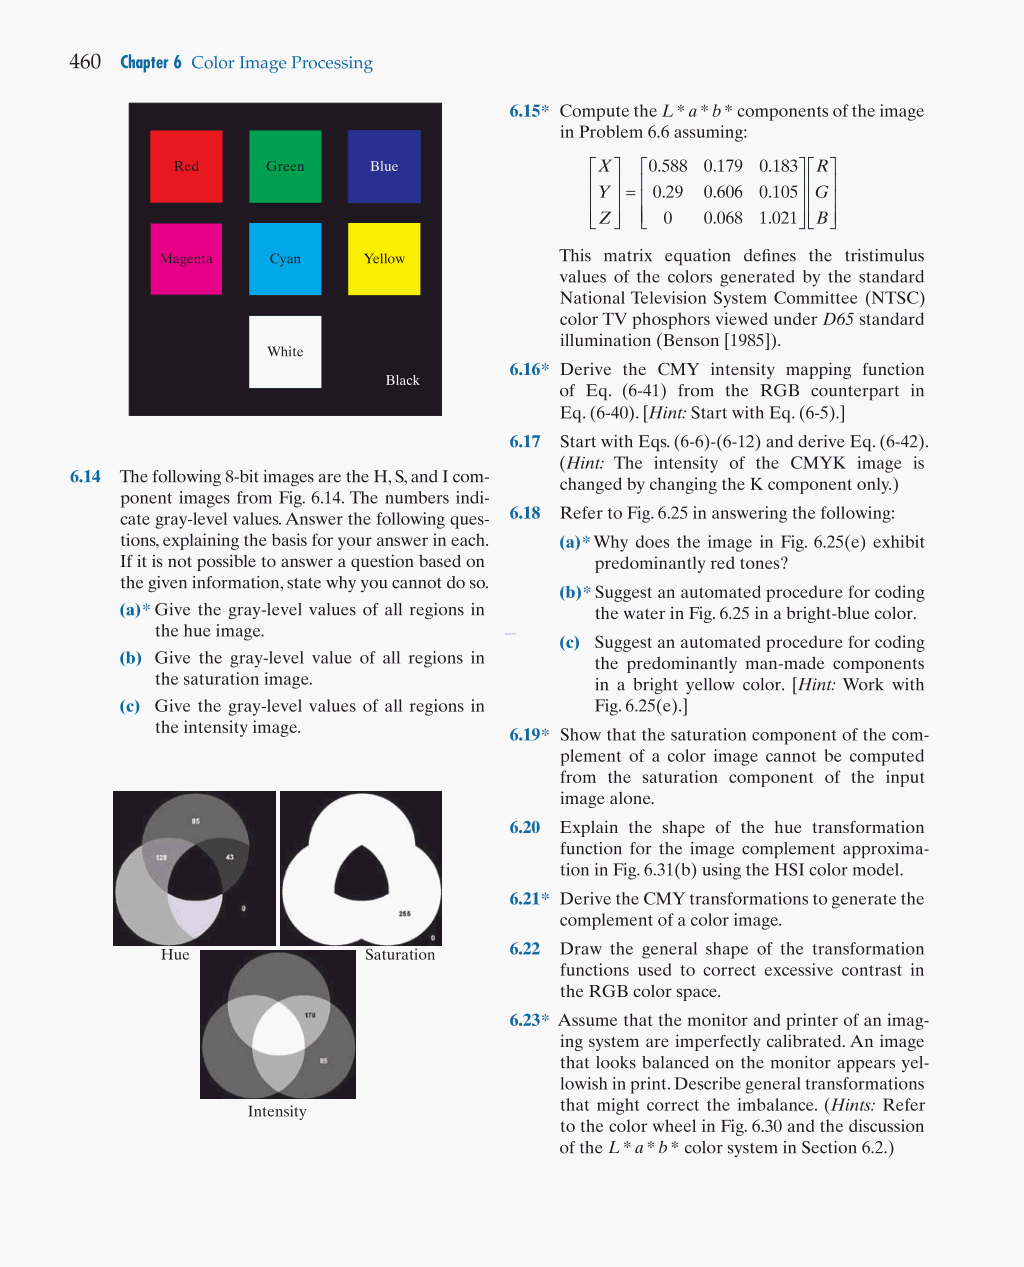 460 Chapter 6 Color Image Processing
Red Green Blue
Magenta Cyan Yellow
White
Black
6.14 The following 8-bit images are the H, S, and I com-
ponent images from Fig. 6.14. The numbers indi-
cate gray-level values. Answer the following ques-
tions, explaining the basis for your answer in each.
If it is not possible to answer a question based on
the given information, state why you cannot do so.
(a)* Give the gray-level values of all regions in
the hue image.
(b) Give the gray-level value of all regions in
the saturation image.
(c) Give the gray-level values of all regions in
the intensity image.
85
128 43
0
255
0
Hue Saturation
170
85
Intensity
6.15* Compute the L * a * b * components of the image
in Problem 6.6 assuming:
[X] [0.588 0.179 0.183] [R]
[Y] = [0.29 0.606 0.105] [G]
[Z] [0 0.068 1.021] [B]
This matrix equation defines the tristimulus
values of the colors generated by the standard
National Television System Committee (NTSC)
color TV phosphors viewed under D65 standard
illumination (Benson [1985]).
6.16* Derive the CMY intensity mapping function
of Eq. (6-41) from the RGB counterpart in
Eq. (6-40). [Hint: Start with Eq. (6-5).]
6.17 Start with Eqs. (6-6)-(6-12) and derive Eq. (6-42).
(Hint: The intensity of the CMYK image is
changed by changing the K component only.)
6.18 Refer to Fig. 6.25 in answering the following:
(a)* Why does the image in Fig. 6.25(e) exhibit
predominantly red tones?
(b)* Suggest an automated procedure for coding
the water in Fig. 6.25 in a bright-blue color.
(c) Suggest an automated procedure for coding
the predominantly man-made components
in a bright yellow color. [Hint: Work with
Fig. 6.25(e).]
6.19* Show that the saturation component of the com-
plement of a color image cannot be computed
from the saturation component of the input
image alone.
6.20 Explain the shape of the hue transformation
function for the image complement approxima-
tion in Fig. 6.31(b) using the HSI color model.
6.21* Derive the CMY transformations to generate the
complement of a color image.
6.22 Draw the general shape of the transformation
functions used to correct excessive contrast in
the RGB color space.
6.23* Assume that the monitor and printer of an imag-
ing system are imperfectly calibrated. An image
that looks balanced on the monitor appears yel-
lowish in print. Describe general transformations
that might correct the imbalance. (Hints: Refer
to the color wheel in Fig. 6.30 and the discussion
of the L * a * b * color system in Section 6.2.)